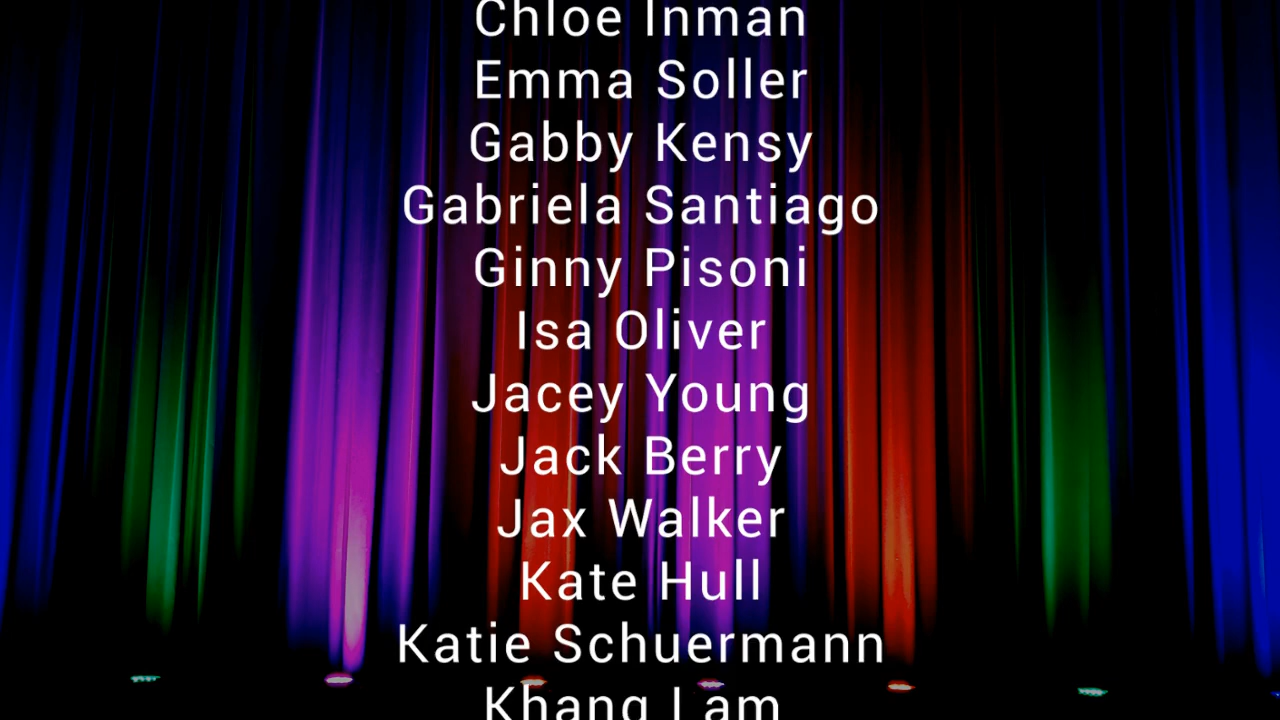 Chloe Inman
Emma Soller
Gabby Kensy
Gabriela Santiago
Ginny Pisoni
Isa Oliver
Jacey Young
Jack Berry
Jax Walker
Kate Hull
Katie Schuermann
Khang Lam